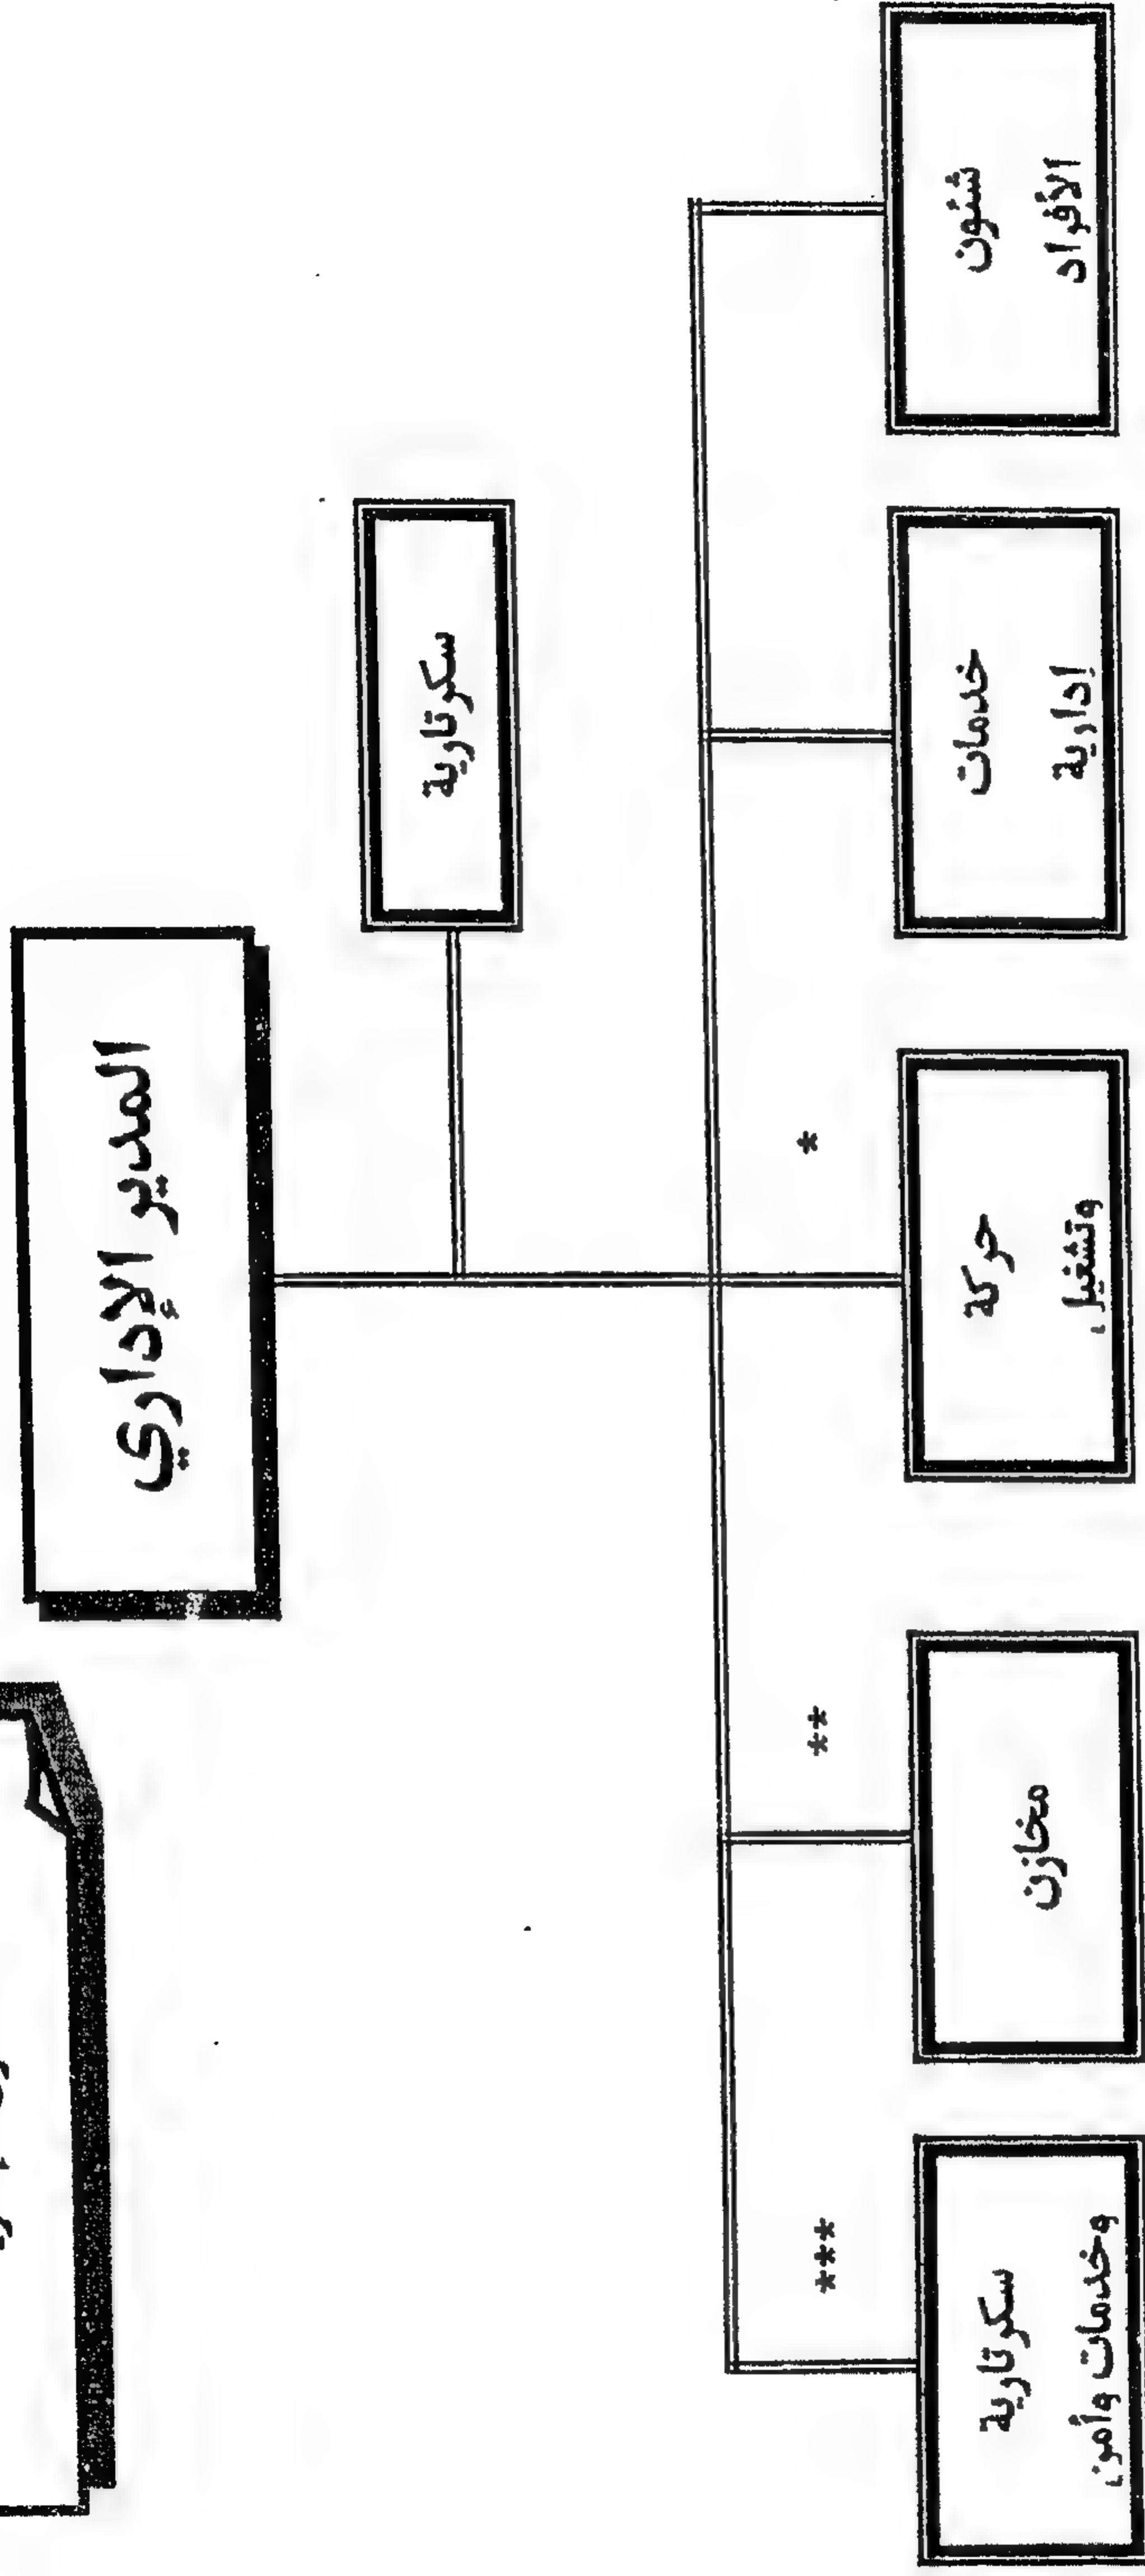 المدير الإداري
سكرتارية
شئون
الأفراد
خدمات
إدارية
*
حركة
وتشغيل
**
مخازن
***
سكرتارية
وخدمات وأمن